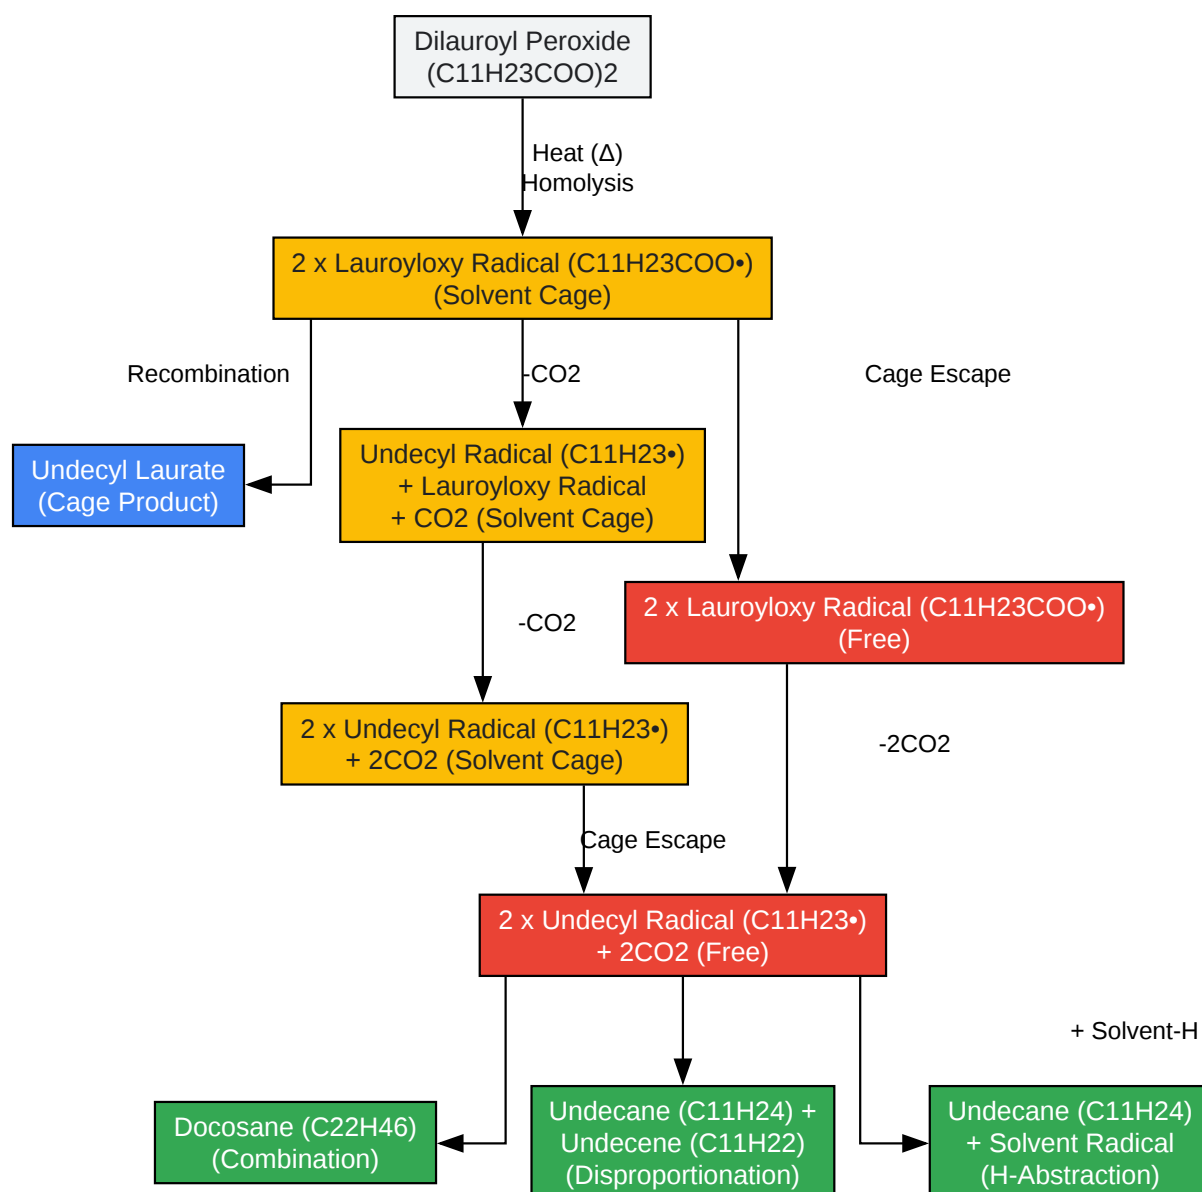 Dilauroyl Peroxide
(C11H23COO)2
Heat (Δ)
Homolysis
2 x Lauroyloxy Radical (C11H23COO•)
(Solvent Cage)
Recombination
-CO2
Cage Escape
Undecyl Laurate
(Cage Product)
Undecyl Radical (C11H23•)
+ Lauroyloxy Radical
+ CO2 (Solvent Cage)
2 x Lauroyloxy Radical (C11H23COO•)
(Free)
-CO2
2 x Undecyl Radical (C11H23•)
+ 2CO2 (Solvent Cage)
-2CO2
Cage Escape
2 x Undecyl Radical (C11H23•)
+ 2CO2 (Free)
+ Solvent-H
Docosane (C22H46)
(Combination)
Undecane (C11H24) +
Undecene (C11H22)
(Disproportionation)
Undecane (C11H24)
+ Solvent Radical
(H-Abstraction)